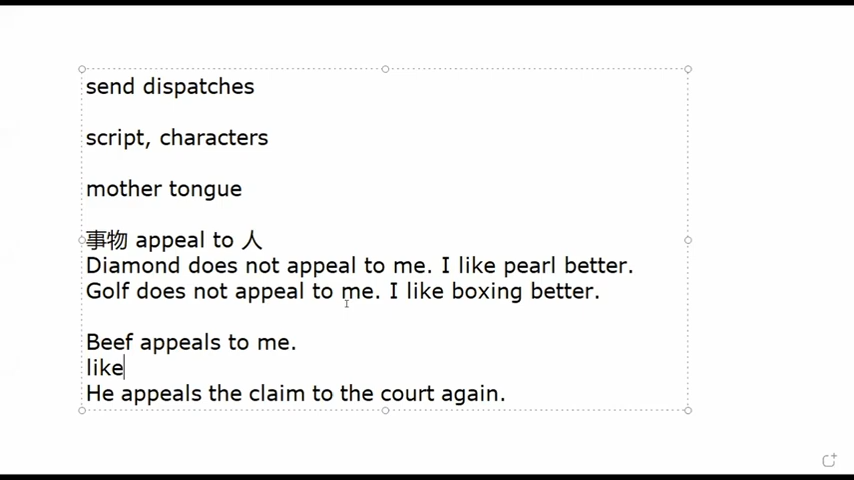 send dispatches
script, characters
mother tongue
事物 appeal to 人
Diamond does not appeal to me. I like pearl better.
Golf does not appeal to me. I like boxing better.
Beef appeals to me.
like
He appeals the claim to the court again.